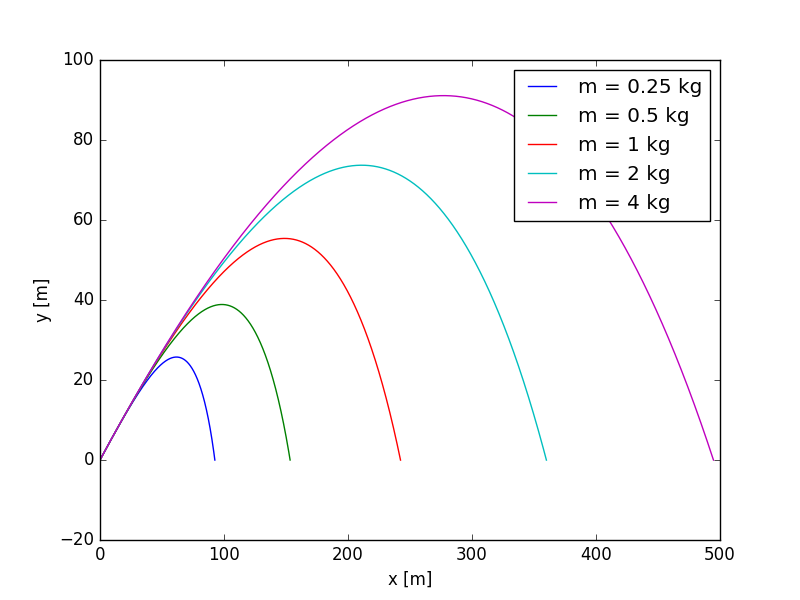 100
80
60
40
20
0
−20
y [m]
m = 0.25 kg
m = 0.5 kg
m = 1 kg
m = 2 kg
m = 4 kg
0 100 200 300 400 500
x [m]